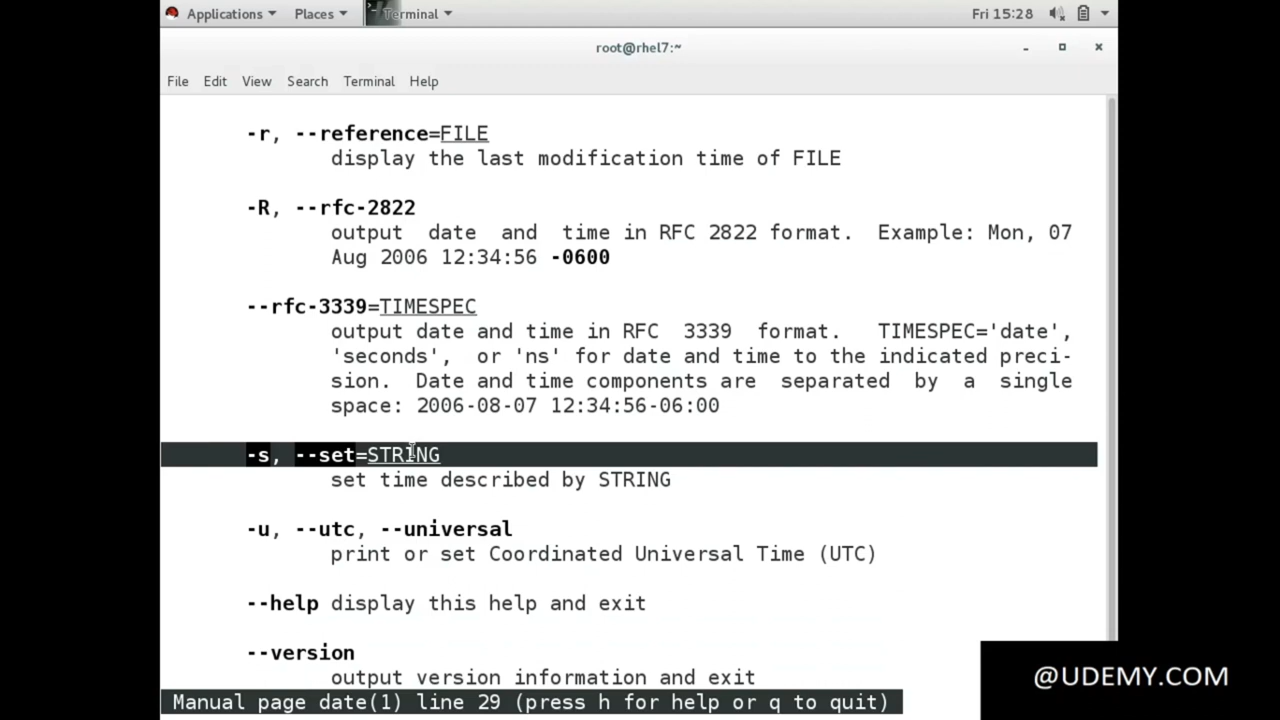 Applications Places Terminal Fri 15:28
root@rhel7:~
File Edit View Search Terminal Help
-r, --reference=FILE
display the last modification time of FILE
-R, --rfc-2822
output date and time in RFC 2822 format. Example: Mon, 07
Aug 2006 12:34:56 -0600
--rfc-3339=TIMESPEC
output date and time in RFC 3339 format. TIMESPEC='date',
'seconds', or 'ns' for date and time to the indicated preci-
sion. Date and time components are separated by a single
space: 2006-08-07 12:34:56-06:00
-s, --set=STRING
set time described by STRING
-u, --utc, --universal
print or set Coordinated Universal Time (UTC)
--help display this help and exit
--version
output version information and exit
Manual page date(1) line 29 (press h for help or q to quit)
@UDEMY.COM